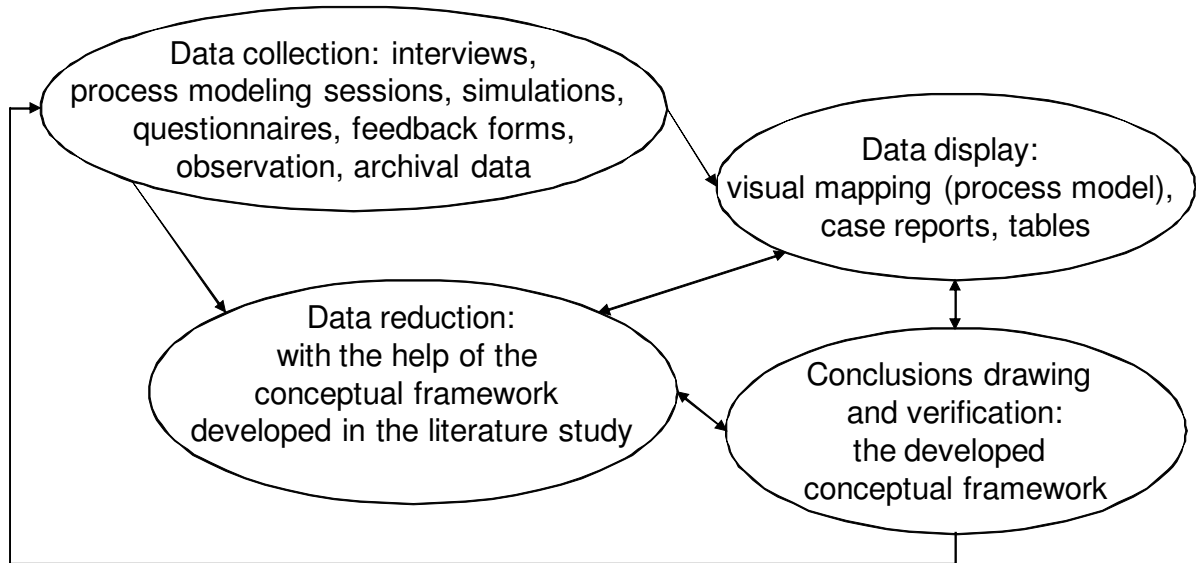 Data collection: interviews,
process modeling sessions, simulations,
questionnaires, feedback forms,
observation, archival data
Data display:
visual mapping (process model),
case reports, tables
Data reduction:
with the help of the
conceptual framework
developed in the literature study
Conclusions drawing
and verification:
the developed
conceptual framework